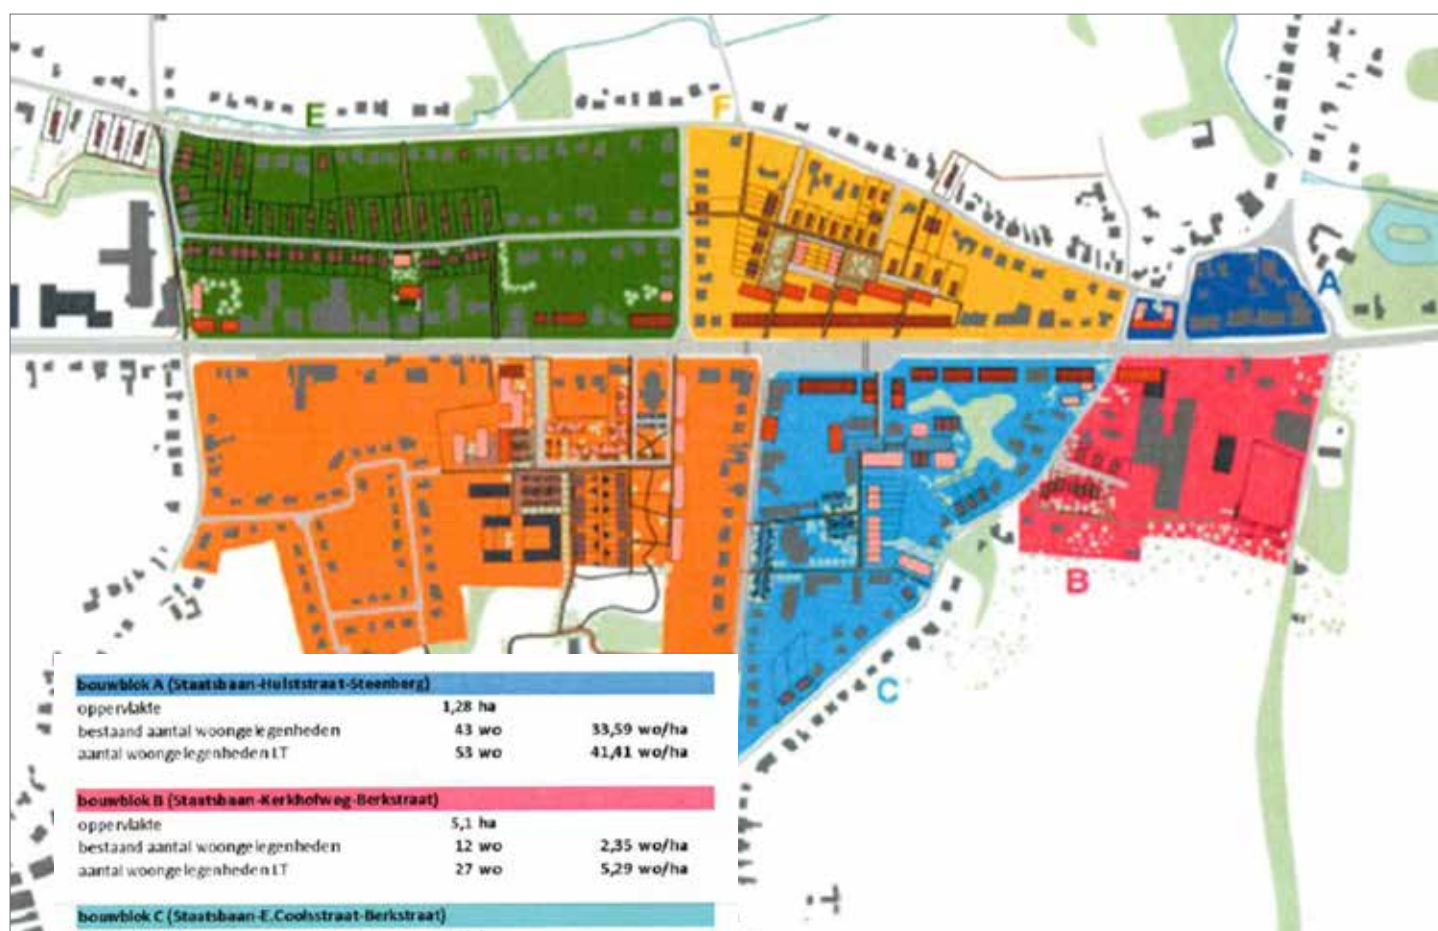 E
F
A
B
C
bouwblok A (Staatsbaan-Hulststraat-Steenberg)
oppervlakte 1,28 ha
bestaand aantal woongelegenheden 43 wo 33,59 wo/ha
aantal woongelegenheden LT 53 wo 41,41 wo/ha
bouwblok B (Staatsbaan-Kerkhofweg-Berkstraat)
oppervlakte 5,1 ha
bestaand aantal woongelegenheden 12 wo 2,35 wo/ha
aantal woongelegenheden LT 27 wo 5,29 wo/ha
bouwblok C (Staatsbaan-E.Coolsstraat-Berkstraat)